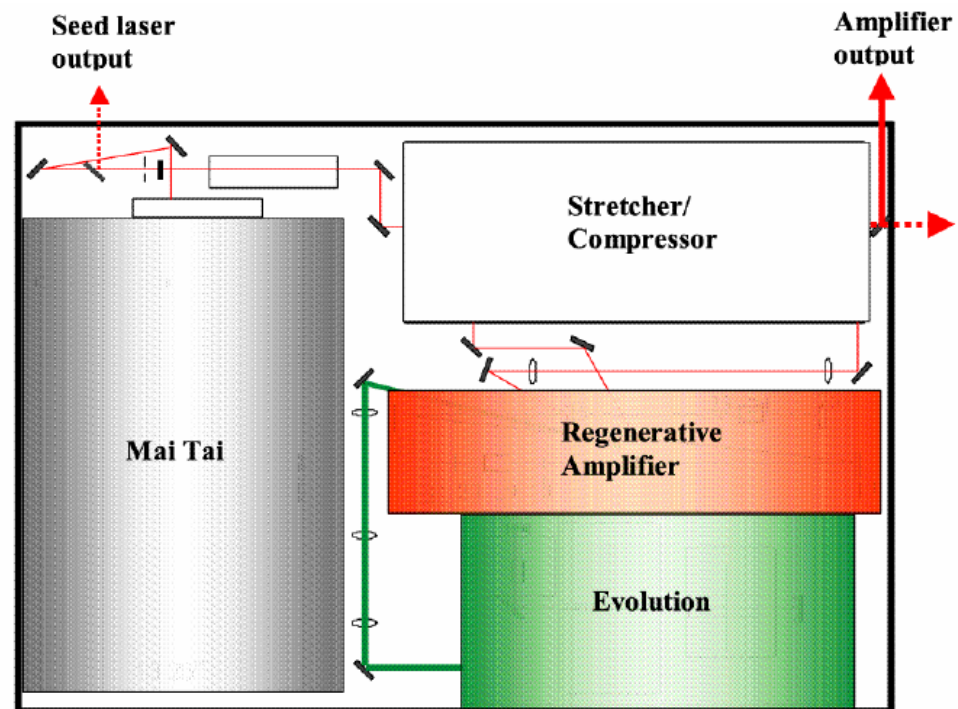 Seed laser
output
Amplifier
output
Stretcher/
Compressor
Mai Tai
Regenerative
Amplifier
Evolution